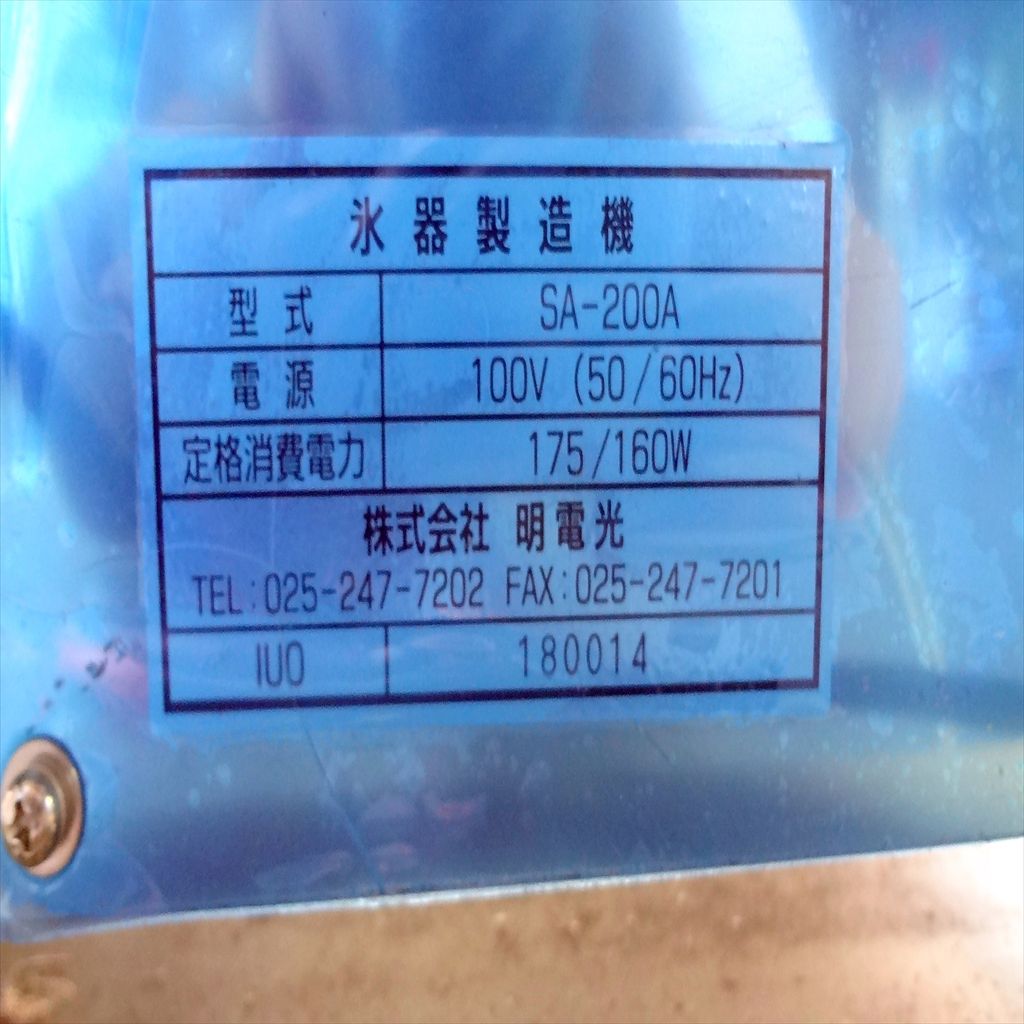 氷器製造機
型式 SA-200A
電源 100V (50/60Hz)
定格消費電力 175/160W
株式会社 明電光
TEL:025-247-7202 FAX:025-247-7201
IUO 180014